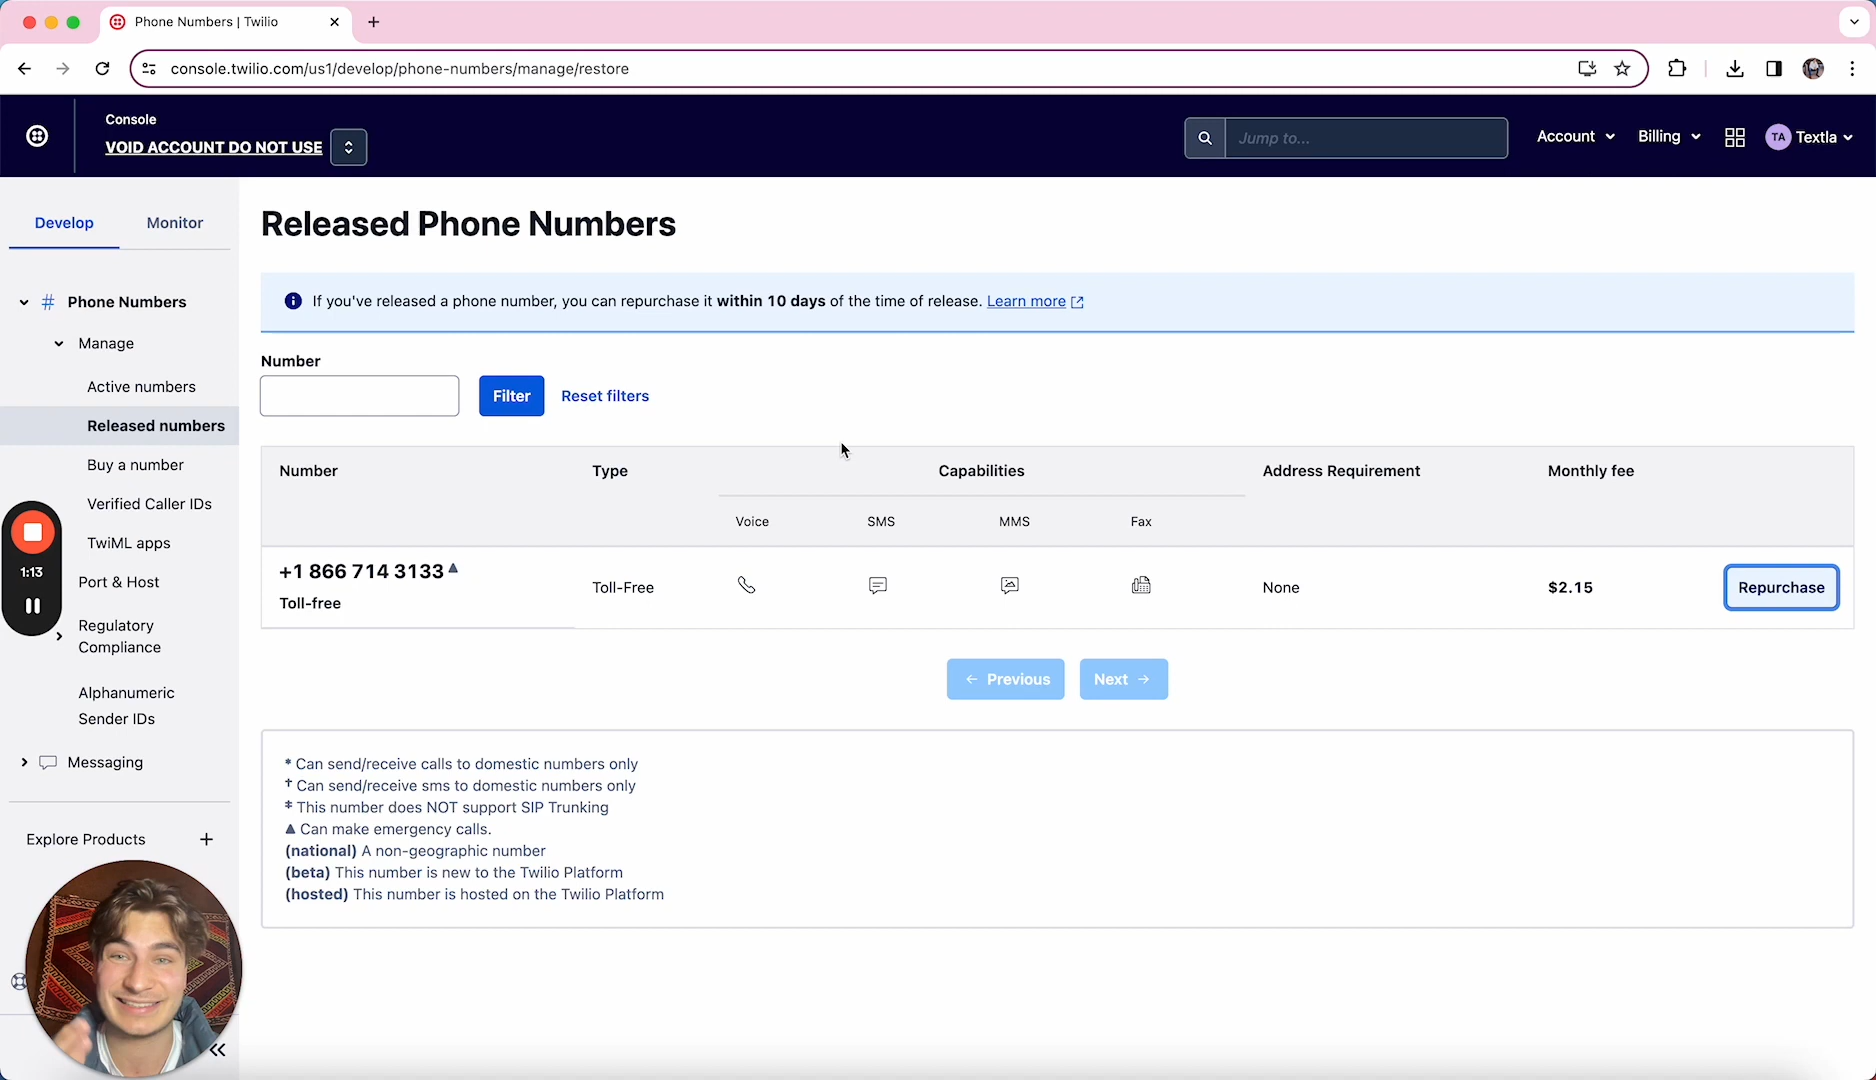 Phone Numbers | Twilio
console.twilio.com/us1/develop/phone-numbers/manage/restore
Console
VOID ACCOUNT DO NOT USE
Jump to...
Account
Billing
TA
Textla
Develop
Monitor
Phone Numbers
Manage
Active numbers
Released numbers
Buy a number
Verified Caller IDs
TwiML apps
Port & Host
Regulatory
Compliance
Alphanumeric
Sender IDs
Messaging
Explore Products
1:13
Released Phone Numbers
If you've released a phone number, you can repurchase it within 10 days of the time of release. Learn more
Number
Filter
Reset filters
Number
Type
Capabilities
Address Requirement
Monthly fee
Voice
SMS
MMS
Fax
+1 866 714 3133▲
Toll-free
Toll-Free
None
$2.15
Repurchase
← Previous
Next →
* Can send/receive calls to domestic numbers only
† Can send/receive sms to domestic numbers only
‡ This number does NOT support SIP Trunking
▲ Can make emergency calls.
(national) A non-geographic number
(beta) This number is new to the Twilio Platform
(hosted) This number is hosted on the Twilio Platform